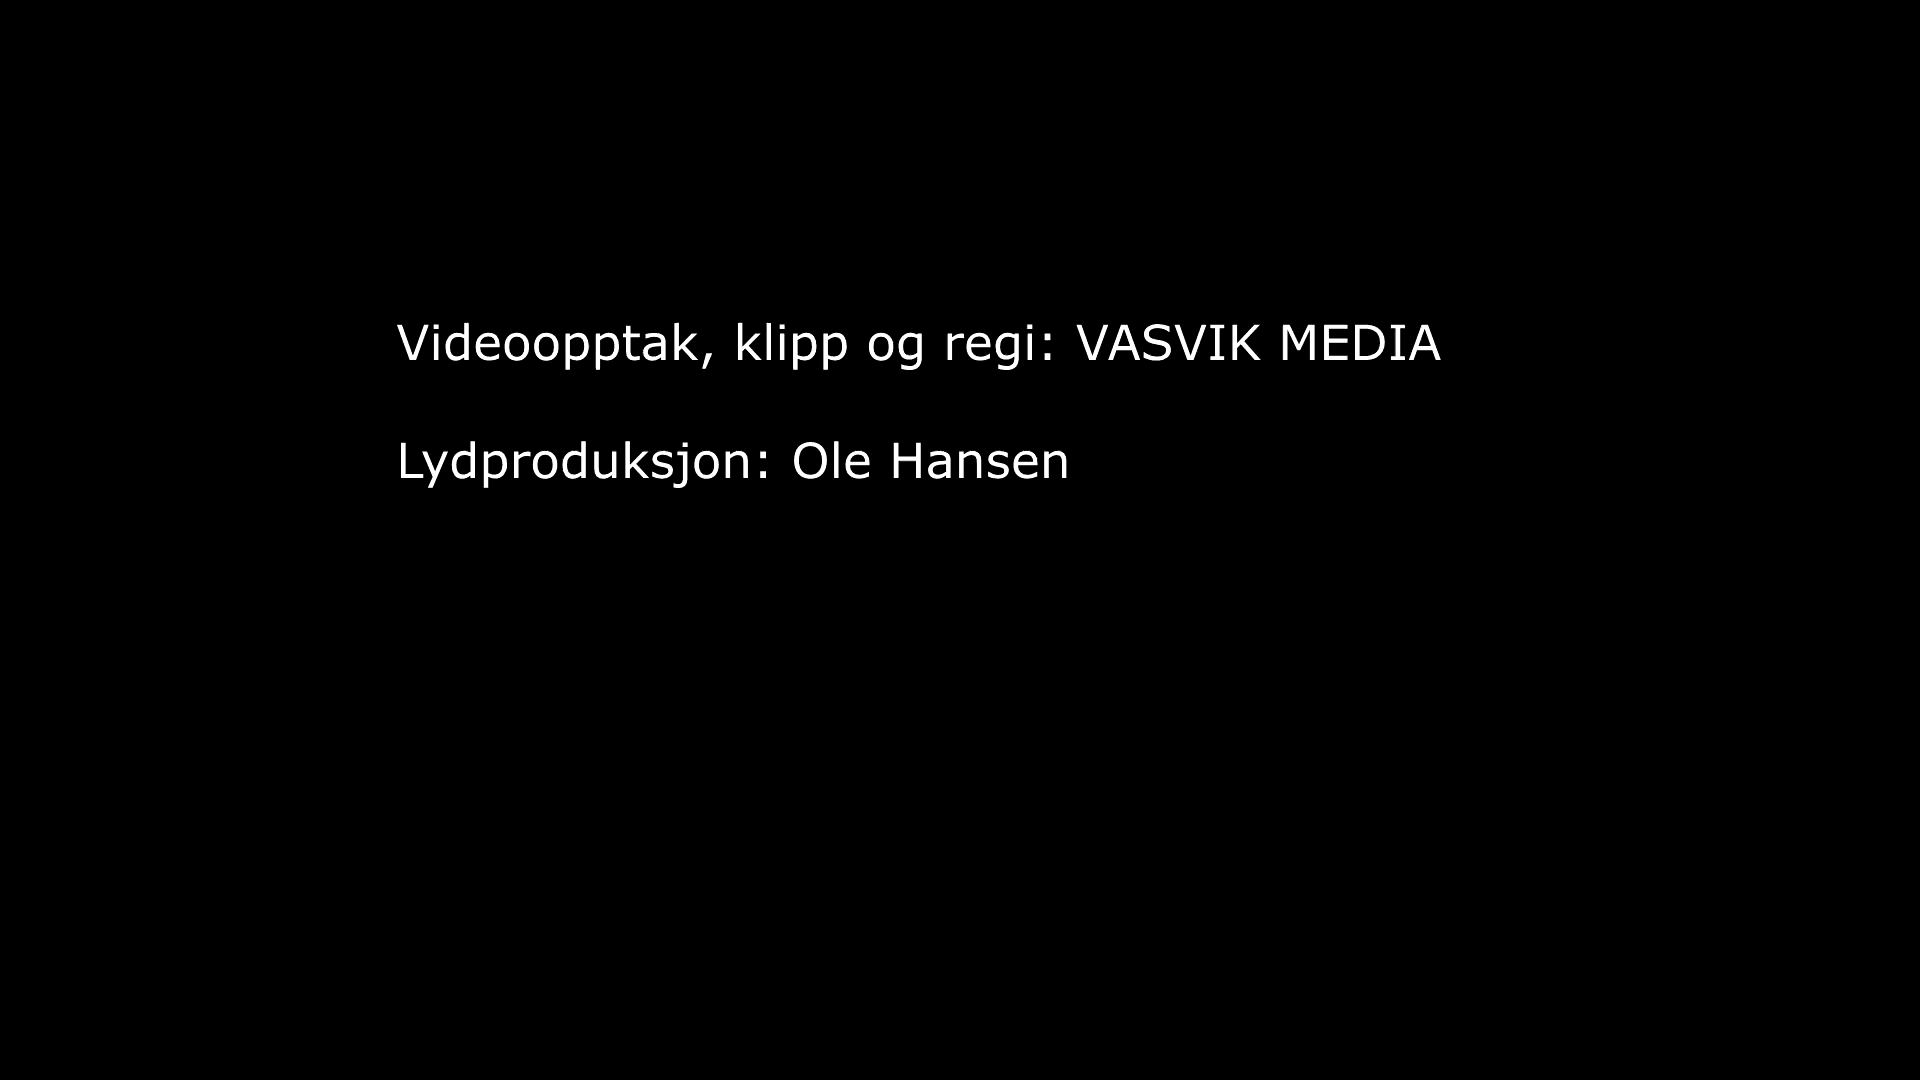 Videoopptak, klipp og regi: VASVIK MEDIA
Lydproduksjon: Ole Hansen